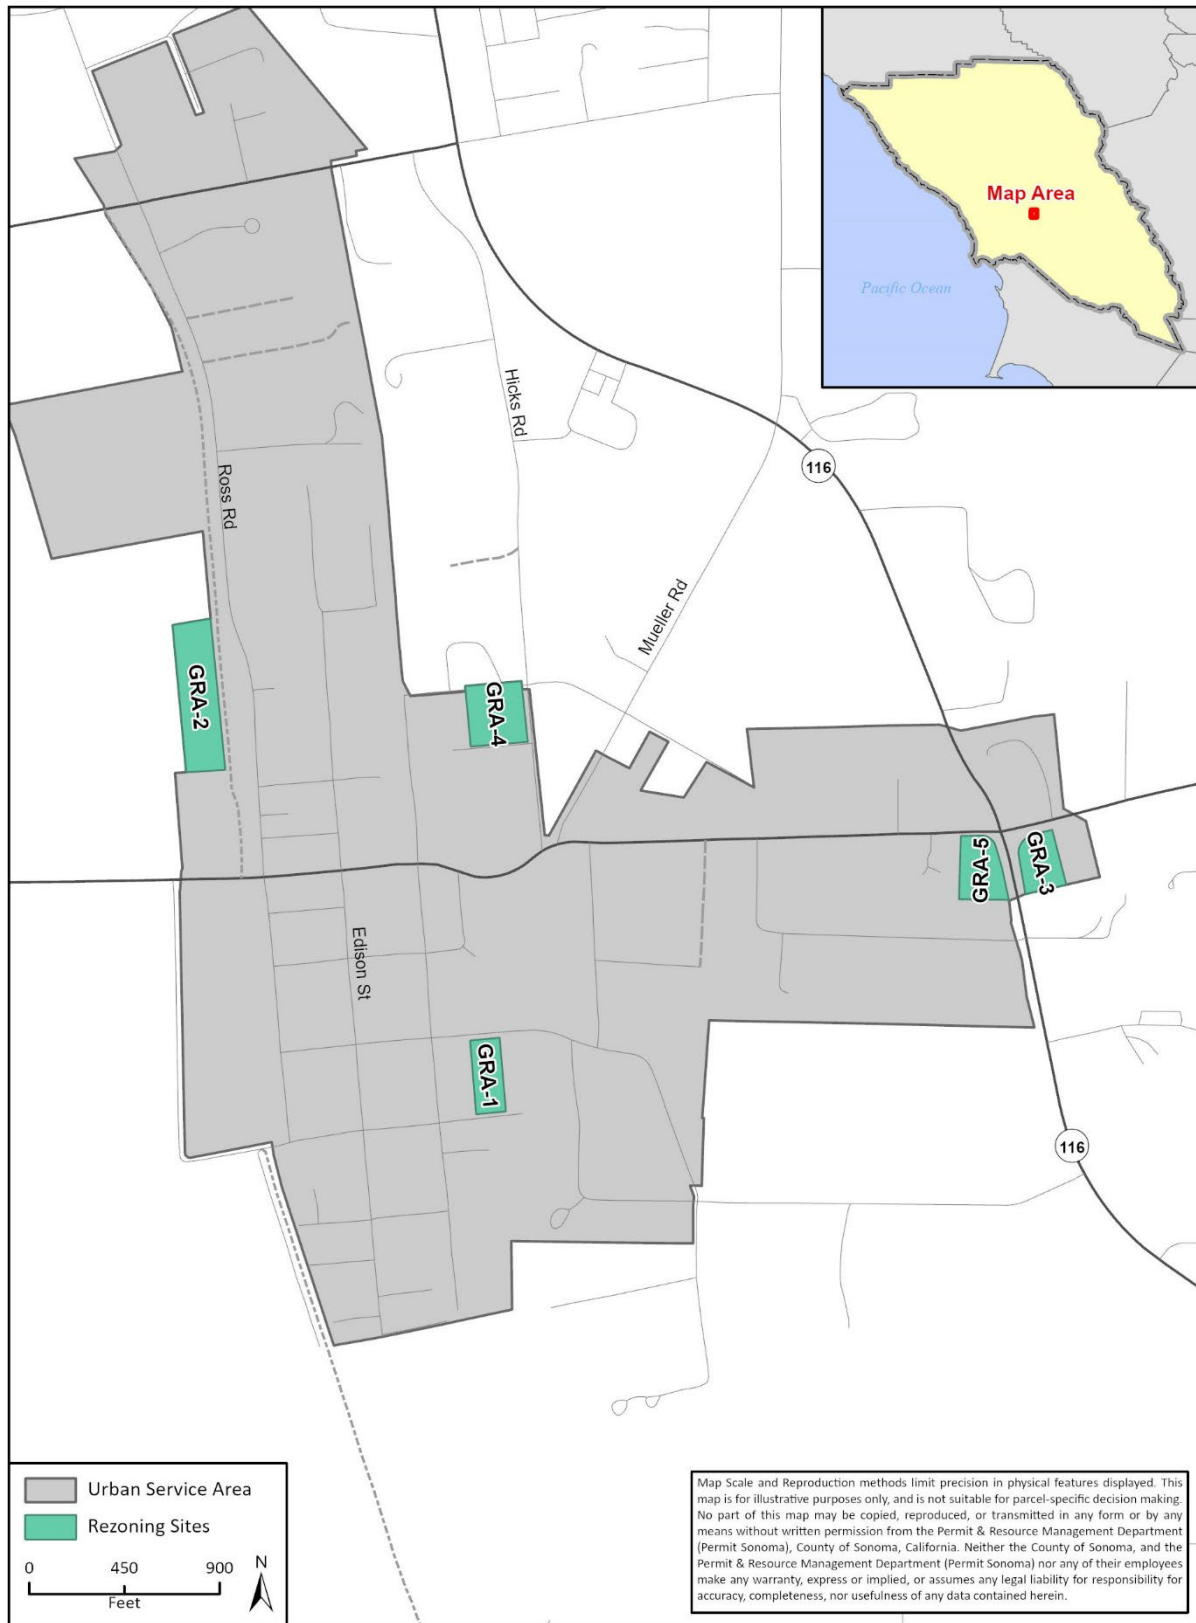 Map Area
Pacific Ocean
Hicks Rd
116
Ross Rd
Mueller Rd
GRA-2
GRA-4
GRA-5
GRA-3
Edison St
GRA-1
116
Urban Service Area
Rezoning Sites
0 450 900
Feet
N
Map Scale and Reproduction methods limit precision in physical features displayed. This
map is for illustrative purposes only, and is not suitable for parcel-specific decision making.
No part of this map may be copied, reproduced, or transmitted in any form or by any
means without written permission from the Permit & Resource Management Department
(Permit Sonoma), County of Sonoma, California. Neither the County of Sonoma, and the
Permit & Resource Management Department (Permit Sonoma) nor any of their employees
make any warranty, express or implied, or assumes any legal liability for responsibility for
accuracy, completeness, nor usefulness of any data contained herein.